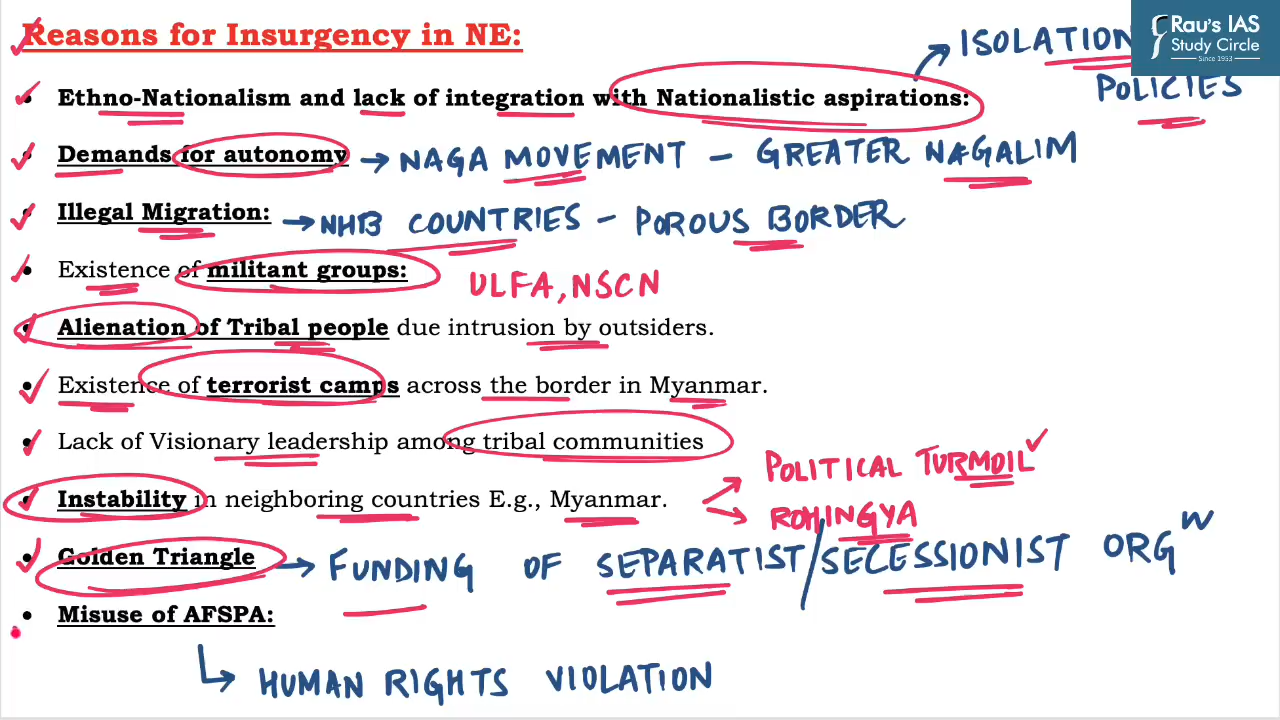 Reasons for Insurgency in NE:
Rau's IAS
Study Circle
Since 1953
ISOLATION
POLICIES
• Ethno-Nationalism and lack of integration with Nationalistic aspirations:
• Demands for autonomy → NAGA MOVEMENT - GREATER NAGALIM
• Illegal Migration: → NHB COUNTRIES - POROUS BORDER
• Existence of militant groups: ULFA, NSCN
• Alienation of Tribal people due intrusion by outsiders.
• Existence of terrorist camps across the border in Myanmar.
• Lack of Visionary leadership among tribal communities
• Instability in neighboring countries E.g., Myanmar.
POLITICAL TURMOIL
ROHINGYA
• Golden Triangle → FUNDING OF SEPARATIST/SECESSIONIST ORGN
• Misuse of AFSPA:
HUMAN RIGHTS VIOLATION